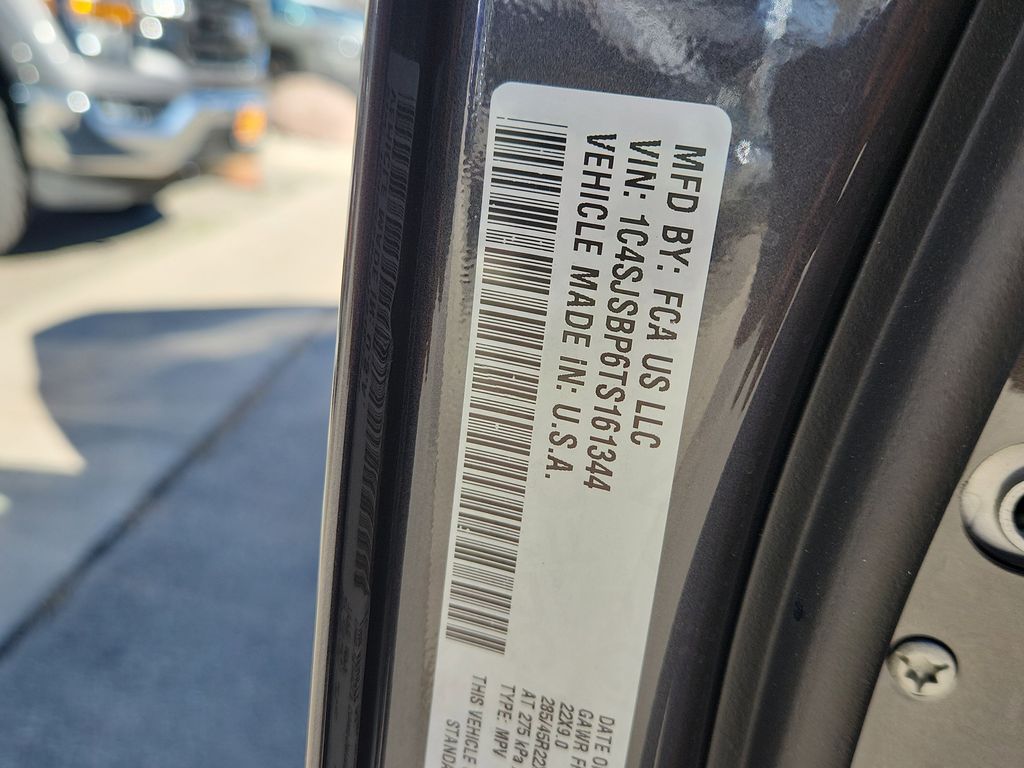 MFD BY: FCA US LLC
VIN: 1C4SJSBP6TS161344
VEHICLE MADE IN: U.S.A.
DATE O
GAWR F
22X9.0
285/45R22
AT 275 kPa
TYPE: MPV
THIS VEHICLE
STANDA